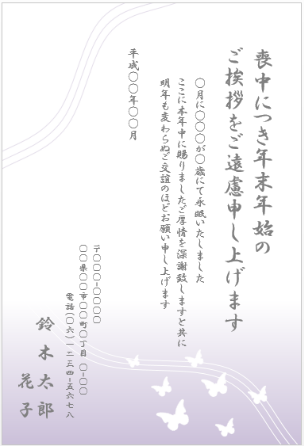 喪中につき年末年始の
ご挨拶をご遠慮申し上げます
〇月に〇〇〇が〇歳にて永眠いたしました
ここに本年中に賜りましたご厚情を深謝致しますと共に
明年も変わらぬご交誼のほどお願い申し上げます
平成〇〇年〇〇月
〒〇〇〇-〇〇〇〇
〇〇県〇〇市〇〇町〇丁目〇-〇〇
電話(〇六)一二三四-五六七八
鈴木太郎
花子